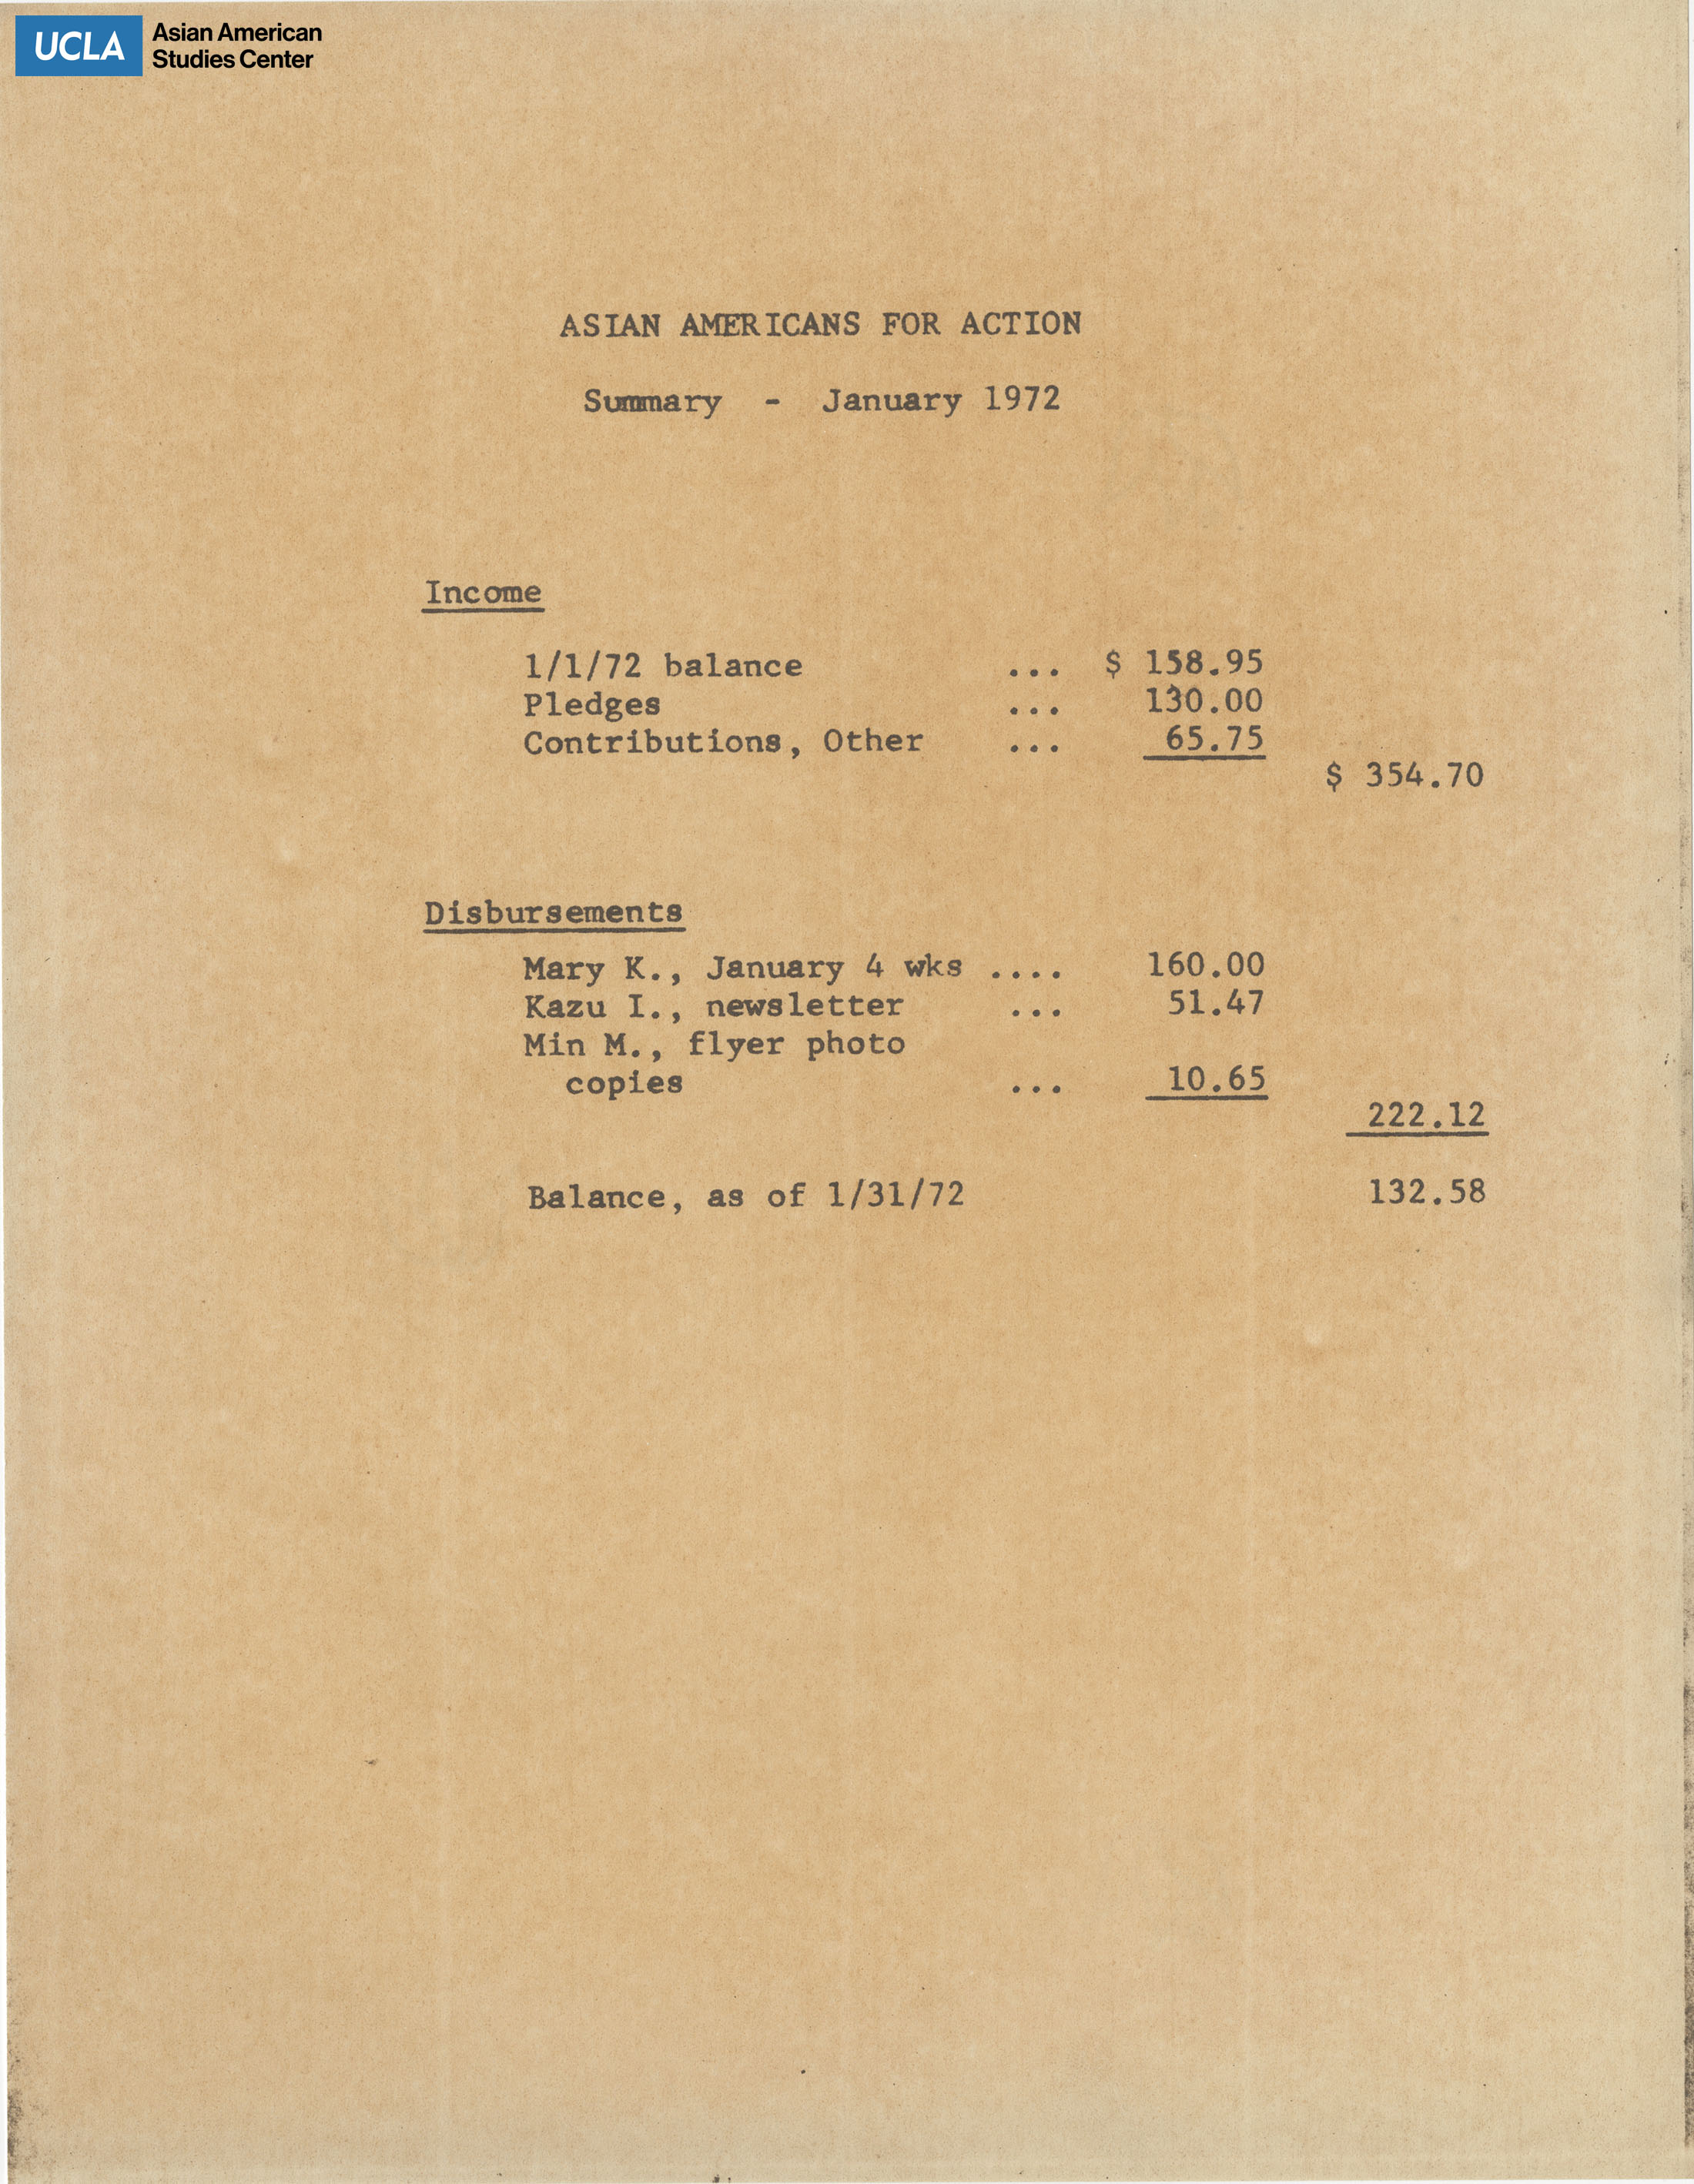 UCLA Asian American
Studies Center
ASIAN AMERICANS FOR ACTION
Summary - January 1972
Income
1/1/72 balance ... $ 158.95
Pledges ... 130.00
Contributions, Other ... 65.75
$ 354.70
Disbursements
Mary K., January 4 wks .... 160.00
Kazu I., newsletter ... 51.47
Min M., flyer photo
copies ... 10.65
222.12
Balance, as of 1/31/72 132.58